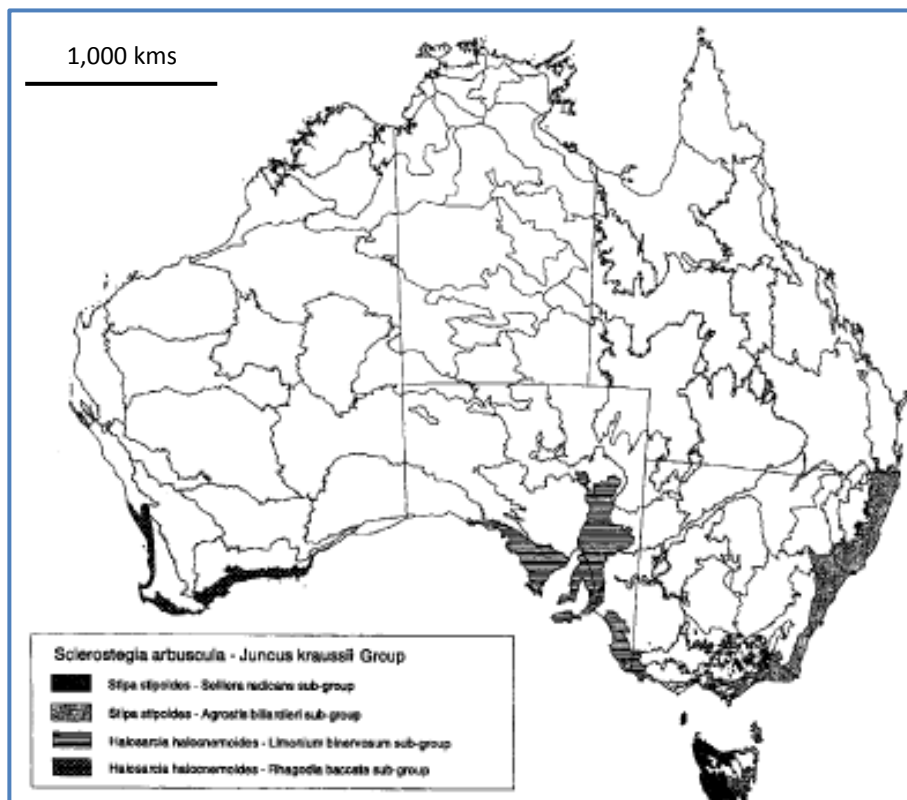 1,000 kms
Sclerostegia arbuscula - Juncus kraussii Group
Stipa stipoides - Selliera radicans sub-group
Stipa stipoides - Agrostis billardieri sub-group
Halosarcia halocnemoides - Limonium binervosum sub-group
Halosarcia halocnemoides - Rhagodia baccata sub-group